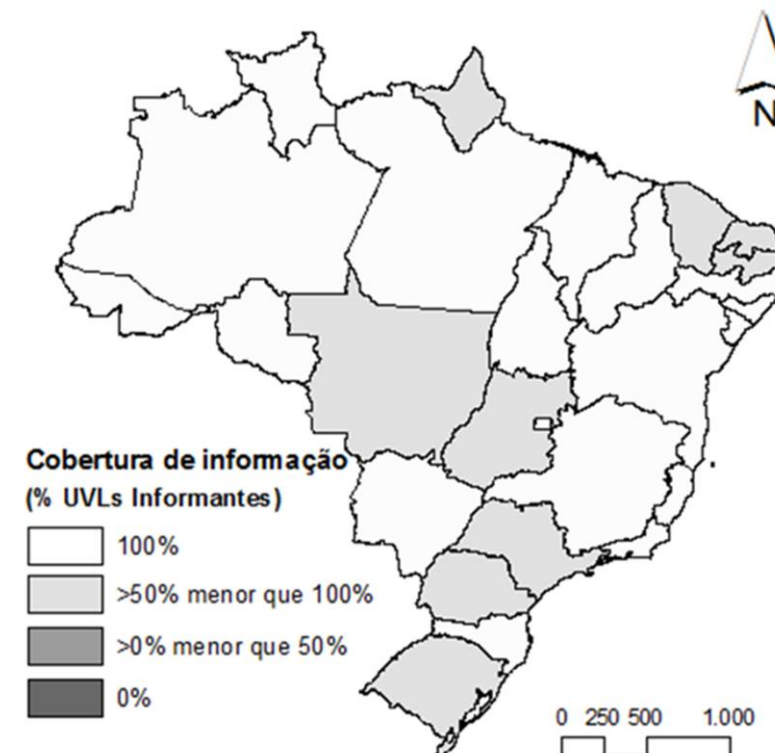 N
Cobertura de informação
(% UVLs Informantes)
100%
>50% menor que 100%
>0% menor que 50%
0%
0 250 500 1.000